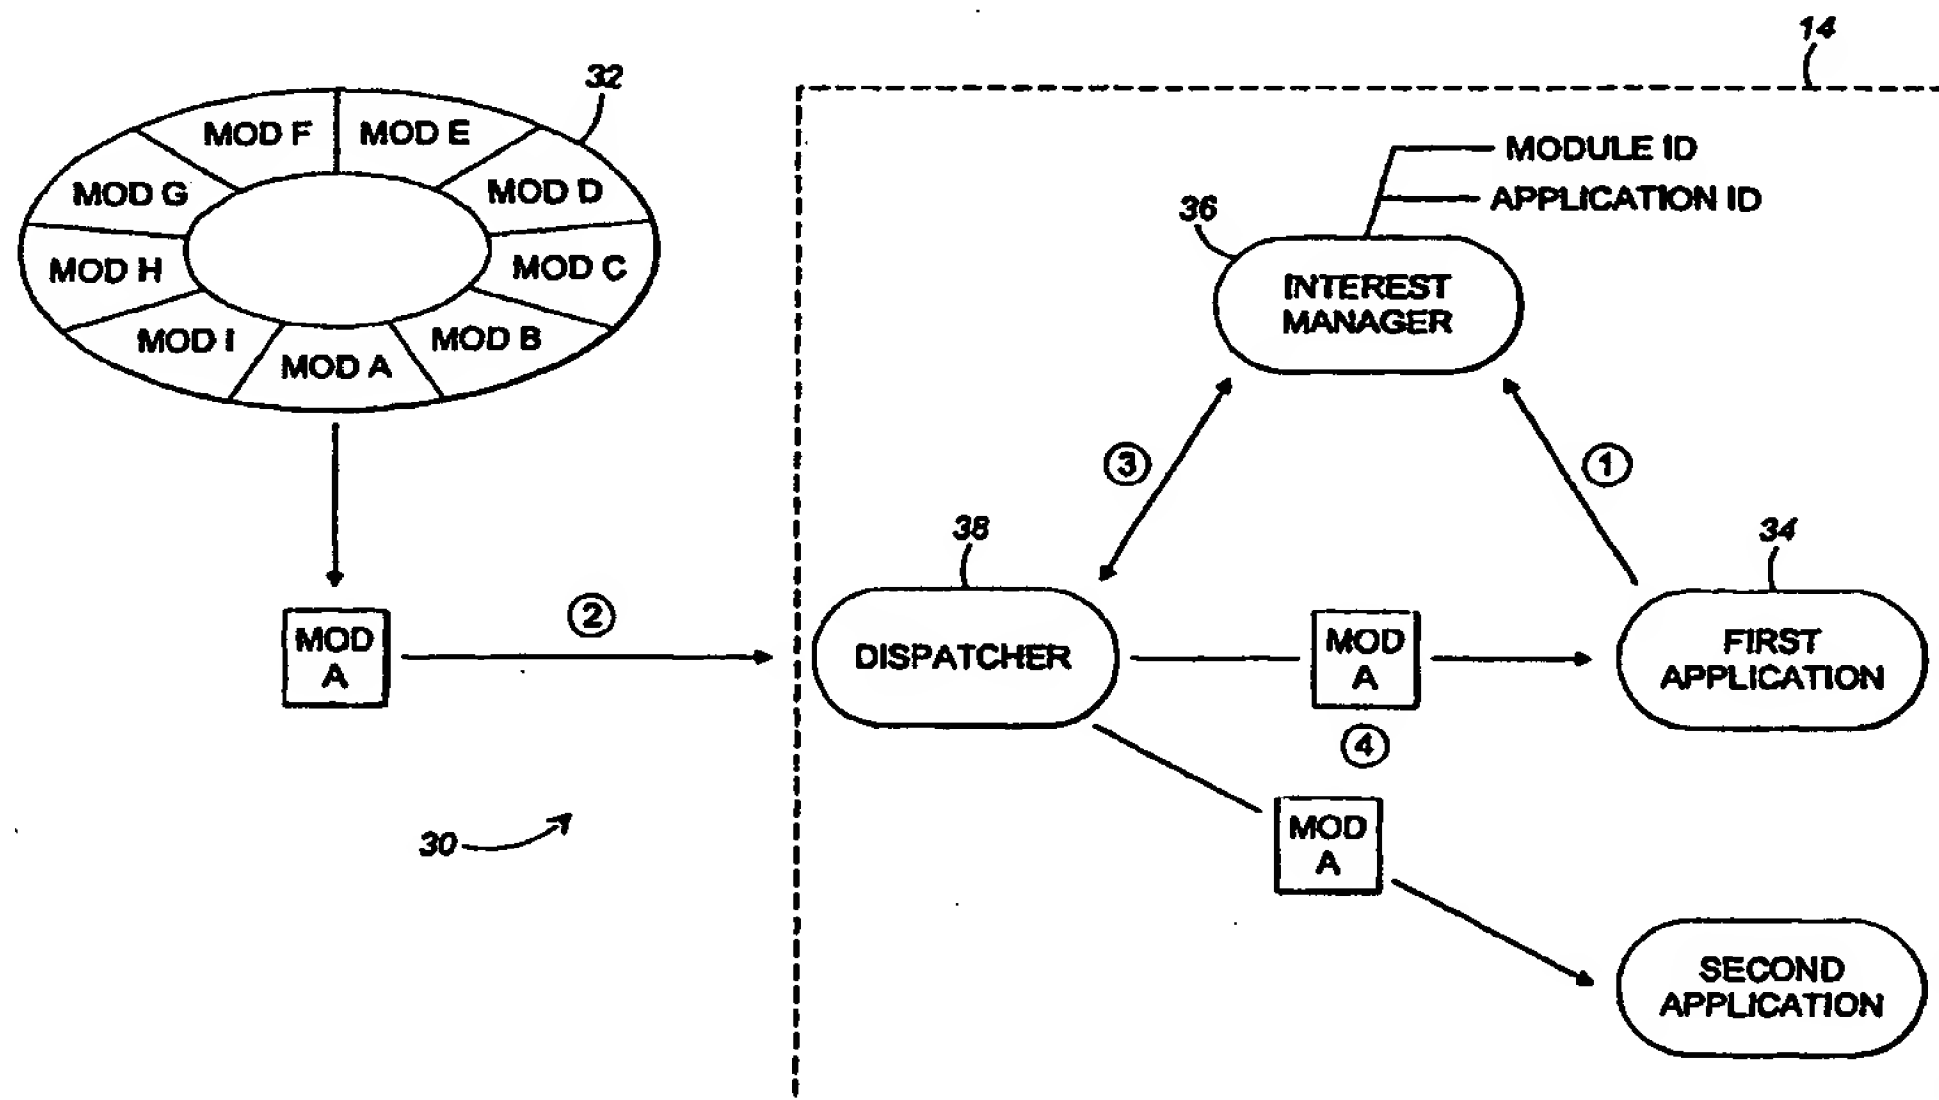 14
32
MOD F
MOD E
MOD G
MOD D
MOD H
MOD C
MOD I
MOD B
MOD A
MODULE ID
APPLICATION ID
36
INTEREST
MANAGER
3
1
38
34
MOD
A
2
DISPATCHER
MOD
A
FIRST
APPLICATION
4
30
MOD
A
SECOND
APPLICATION